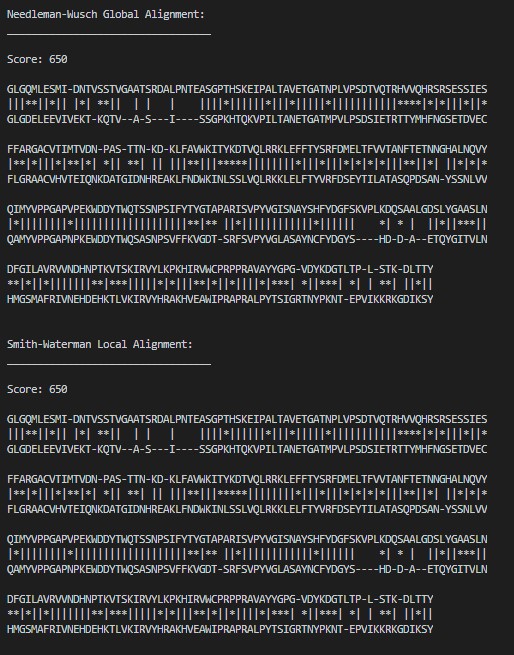 Needleman-Wusch Global Alignment:
__________________________________
Score: 650
GLGQMLESMI-DNTVSSTVGAATSRDALPNTEASGPTHSKEIPALTAVETGATNPLVPSDTVQTRHVVQHRSRSESSIES
|||**||*|| |*| **||  | |   |    ||||*||||||*|||*|||||*|||||||||||****|*|*|||*||*
GLGDELEEVIVEKT-KQTV--A-S---I----SSGPKHTQKVPILTANETGATMPVLPSDSIETRTTYMHFNGSETDVEC
FFARGACVTIMTVDN-PAS-TTN-KD-KLFAVWKITYKDTVQLRRKLEFFTYSRFDMELTFVVTANFTETNNGHALNQVY
|**|*|||*|||*|*| *|| **| || |||***|||*****||||||||*|||*|*|*|*|||***||*|| ||*|*|*
FLGRAACVHVTEIQNKDATGIDNHREAKLFNDWKINLSSLVQLRKKLELFTYVRFDSEYTILATASQPDSAN-YSSNLVV
QIMYVPPGAPVPEKWDDYTWQTSSNPSIFYTYGTAPARISVPYVGISNAYSHFYDGFSKVPLKDQSAALGDSLYGAASLN
|*||||||||*|||||||||||||||||||**||*|** ||*||||||||||||*||||||    *| * |  ||*||***||
QAMYVPPGAPNPKEWDDYTWQSASNPSVFFKVGDT-SRFSVPYVGLASAYNCFYDGYS----HD-D-A--ETQYGITVLN
DFGILAVRVVNDHNPTKVTSKIRVYLKPKHIRVWCPRPPRAVAYYGPG-VDYKDGTLTP-L-STK-DLTTY
**|*||*|||||||**|***|||||*||*||*||*||||*||||*|***| *||***| *| | **| ||*||
HMGSMAFRIVNEHDEHKTLVKIRVYHRAKHVEAWIPRAPRALPYTSIGRTNYPKNT-EPVIKKRKGDIKSY
Smith-Waterman Local Alignment:
__________________________________
Score: 650
GLGQMLESMI-DNTVSSTVGAATSRDALPNTEASGPTHSKEIPALTAVETGATNPLVPSDTVQTRHVVQHRSRSESSIES
|||**||*|| |*| **||  | |   |    ||||*||||||*|||*|||||*|||||||||||****|*|*|||*||*
GLGDELEEVIVEKT-KQTV--A-S---I----SSGPKHTQKVPILTANETGATMPVLPSDSIETRTTYMHFNGSETDVEC
FFARGACVTIMTVDN-PAS-TTN-KD-KLFAVWKITYKDTVQLRRKLEFFTYSRFDMELTFVVTANFTETNNGHALNQVY
|**|*|||*|||*|*| *|| **| || |||***|||*****||||||||*|||*|*|*|*|||***||*|| ||*|*|*
FLGRAACVHVTEIQNKDATGIDNHREAKLFNDWKINLSSLVQLRKKLELFTYVRFDSEYTILATASQPDSAN-YSSNLVV
QIMYVPPGAPVPEKWDDYTWQTSSNPSIFYTYGTAPARISVPYVGISNAYSHFYDGFSKVPLKDQSAALGDSLYGAASLN
|*||||||||*|||||||||||||||||||**||*|** ||*||||||||||||*||||||    *| * |  ||*||***||
QAMYVPPGAPNPKEWDDYTWQSASNPSVFFKVGDT-SRFSVPYVGLASAYNCFYDGYS----HD-D-A--ETQYGITVLN
DFGILAVRVVNDHNPTKVTSKIRVYLKPKHIRVWCPRPPRAVAYYGPG-VDYKDGTLTP-L-STK-DLTTY
**|*||*|||||||**|***|||||*||*||*||*||||*||||*|***| *||***| *| | **| ||*||
HMGSMAFRIVNEHDEHKTLVKIRVYHRAKHVEAWIPRAPRALPYTSIGRTNYPKNT-EPVIKKRKGDIKSY